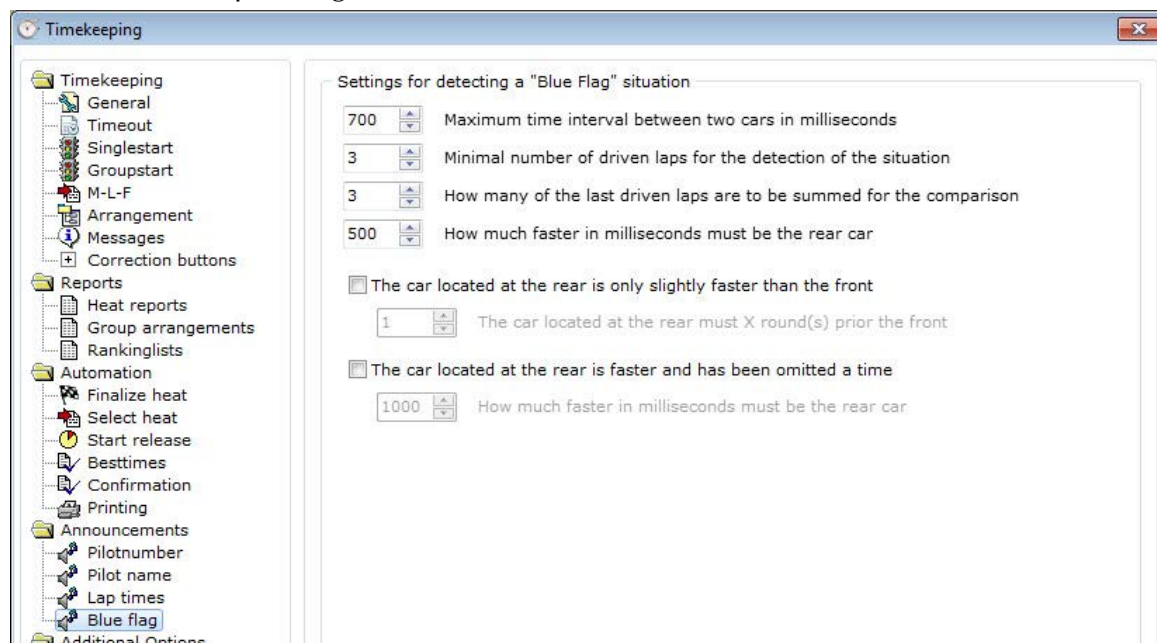 Timekeeping
Timekeeping
General
Timeout
Singlestart
Groupstart
M-L-F
Arrangement
Messages
Correction buttons
Reports
Heat reports
Group arrangements
Rankinglists
Automation
Finalize heat
Select heat
Start release
Besttimes
Confirmation
Printing
Announcements
Pilotnumber
Pilot name
Lap times
Blue flag
Additional Options
Settings for detecting a "Blue Flag" situation
700 Maximum time interval between two cars in milliseconds
3 Minimal number of driven laps for the detection of the situation
3 How many of the last driven laps are to be summed for the comparison
500 How much faster in milliseconds must be the rear car
The car located at the rear is only slightly faster than the front
1 The car located at the rear must X round(s) prior the front
The car located at the rear is faster and has been omitted a time
1000 How much faster in milliseconds must be the rear car